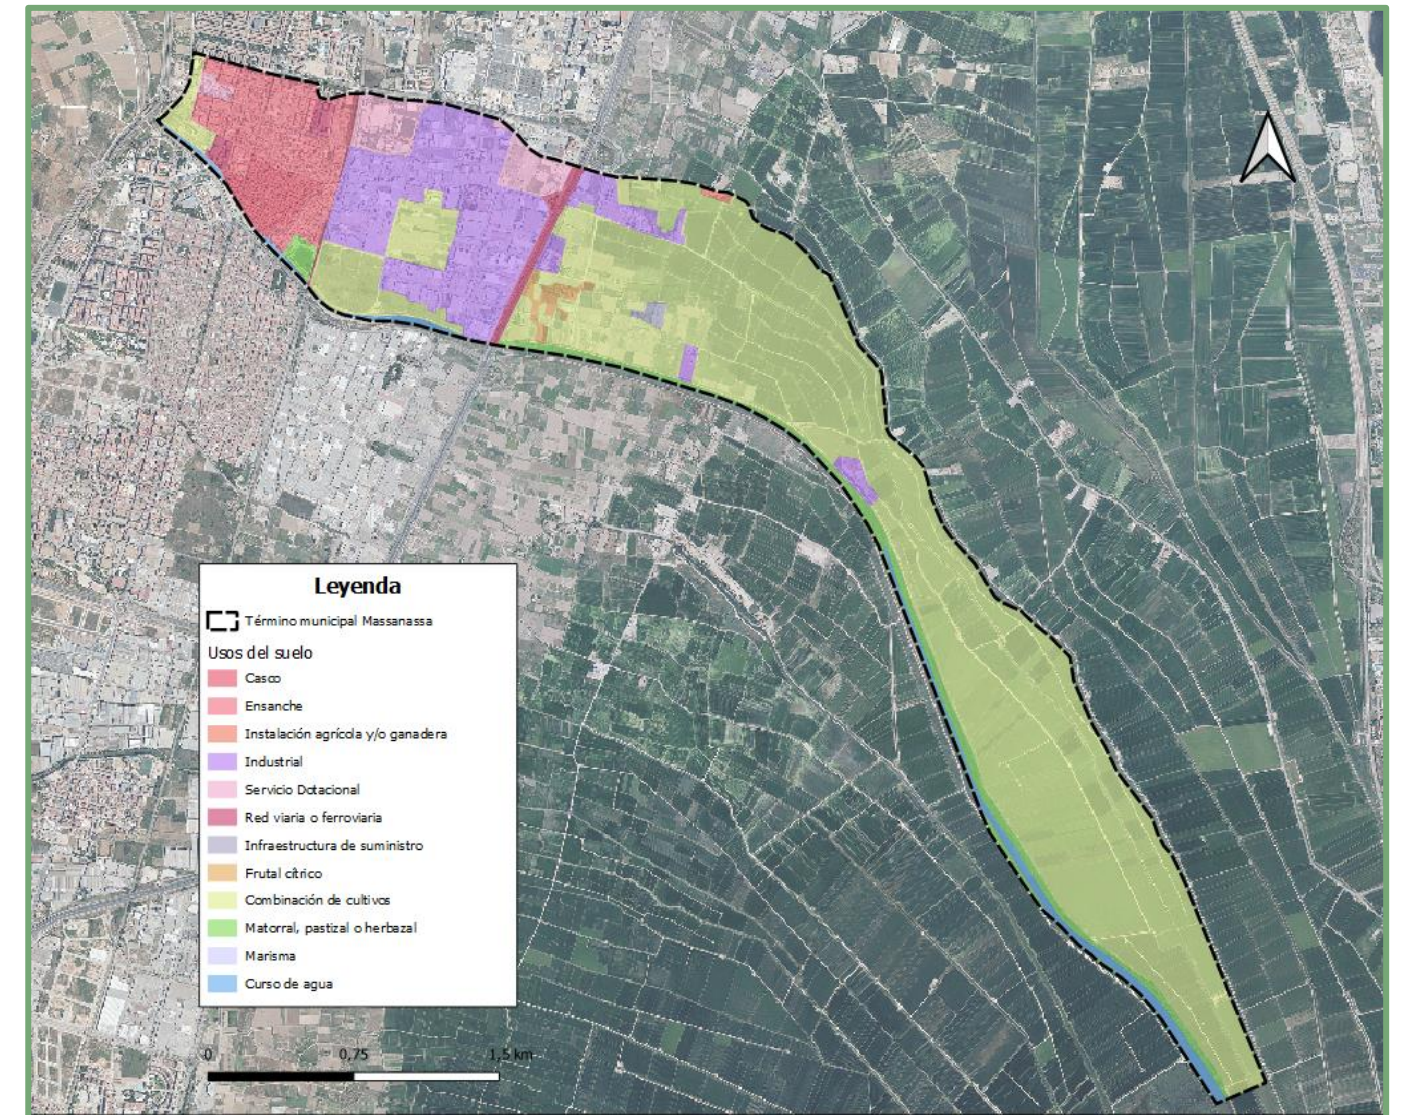 Leyenda
Término municipal Massanassa
Usos del suelo
Casco
Ensanche
Instalación agrícola y/o ganadera
Industrial
Servicio Dotacional
Red viaria o ferroviaria
Infraestructura de suministro
Frutal cítrico
Combinación de cultivos
Matorral, pastizal o herbazal
Marisma
Curso de agua
0 0,75 1,5 km